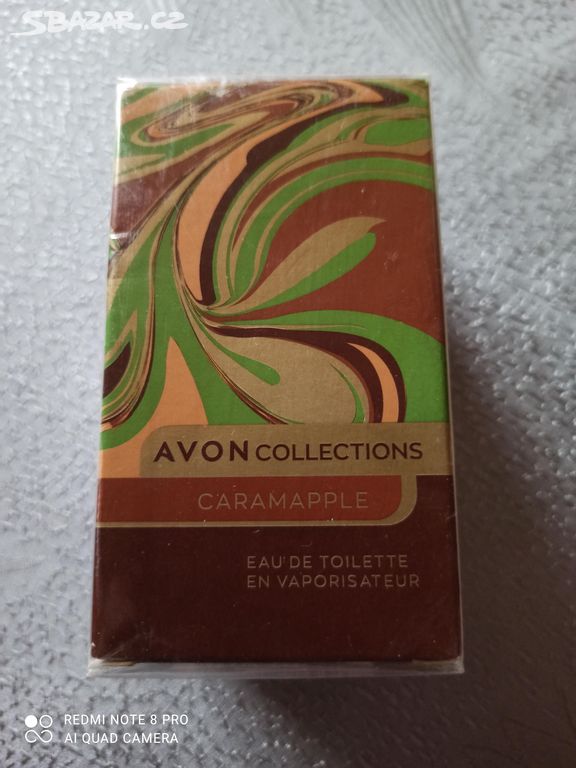 SBAZAR.CZ
AVON COLLECTIONS
CARAMAPPLE
EAU DE TOILETTE
EN VAPORISATEUR
REDMI NOTE 8 PRO
AI QUAD CAMERA